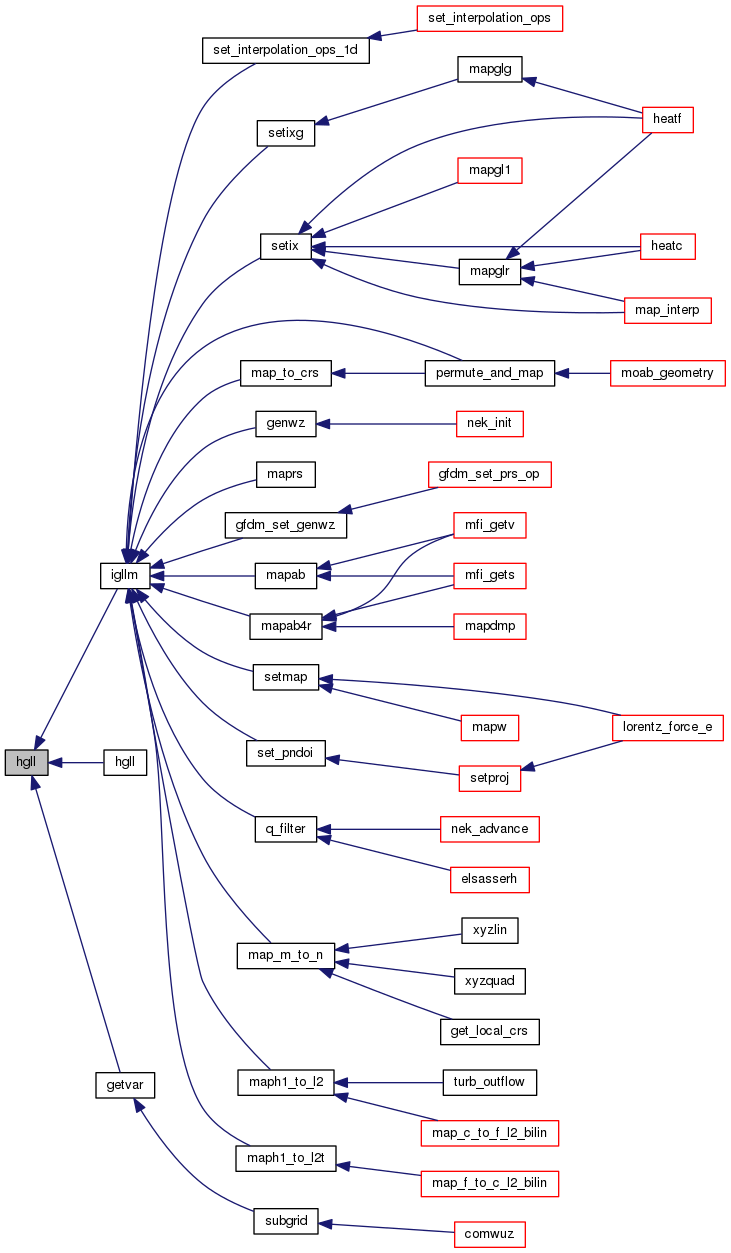 set_interpolation_ops
set_interpolation_ops_1d
mapglg
setixg
heatf
mapgl1
setix
heatc
mapglr
map_interp
map_to_crs
permute_and_map
moab_geometry
genwz
nek_init
maprs
gfdm_set_prs_op
gfdm_set_genwz
mfi_getv
igllm
mapab
mfi_gets
mapab4r
mapdmp
setmap
mapw
lorentz_force_e
set_pndoi
hgll
hgll
setproj
q_filter
nek_advance
elsasserh
xyzlin
map_m_to_n
xyzquad
get_local_crs
getvar
maph1_to_l2
turb_outflow
map_c_to_f_l2_bilin
maph1_to_l2t
map_f_to_c_l2_bilin
subgrid
comwuz